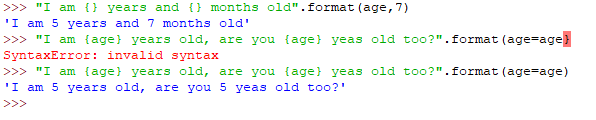 >>> "I am {} years and {} months old".format(age,7)
'I am 5 years and 7 months old'
>>> "I am {age} years old, are you {age} yeas old too?".format(age=age}
SyntaxError: invalid syntax
>>> "I am {age} years old, are you {age} yeas old too?".format(age=age)
'I am 5 years old, are you 5 yeas old too?'
>>>